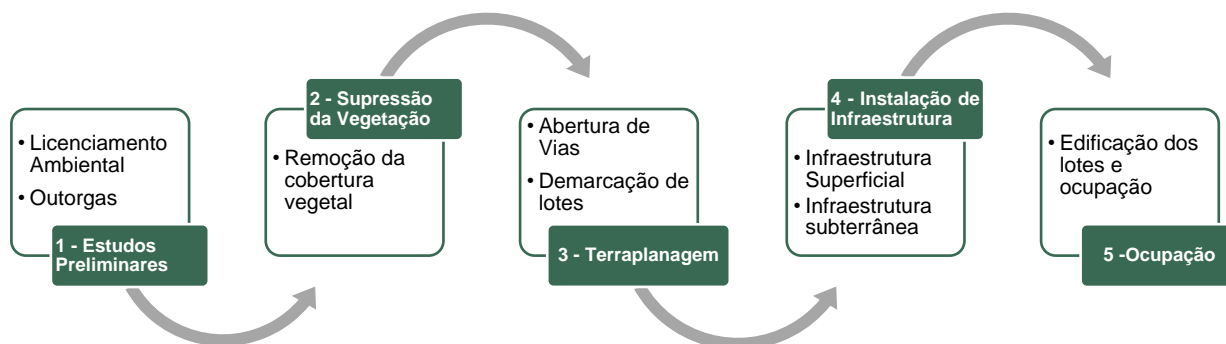 • Licenciamento
Ambiental
• Outorgas
1 - Estudos
Preliminares
2 - Supressão
da Vegetação
• Remoção da
cobertura
vegetal
• Abertura de
Vias
• Demarcação de
lotes
3 - Terraplanagem
4 - Instalação de
Infraestrutura
• Infraestrutura
Superficial
• Infraestrutura
subterrânea
• Edificação dos
lotes e
ocupação
5 -Ocupação